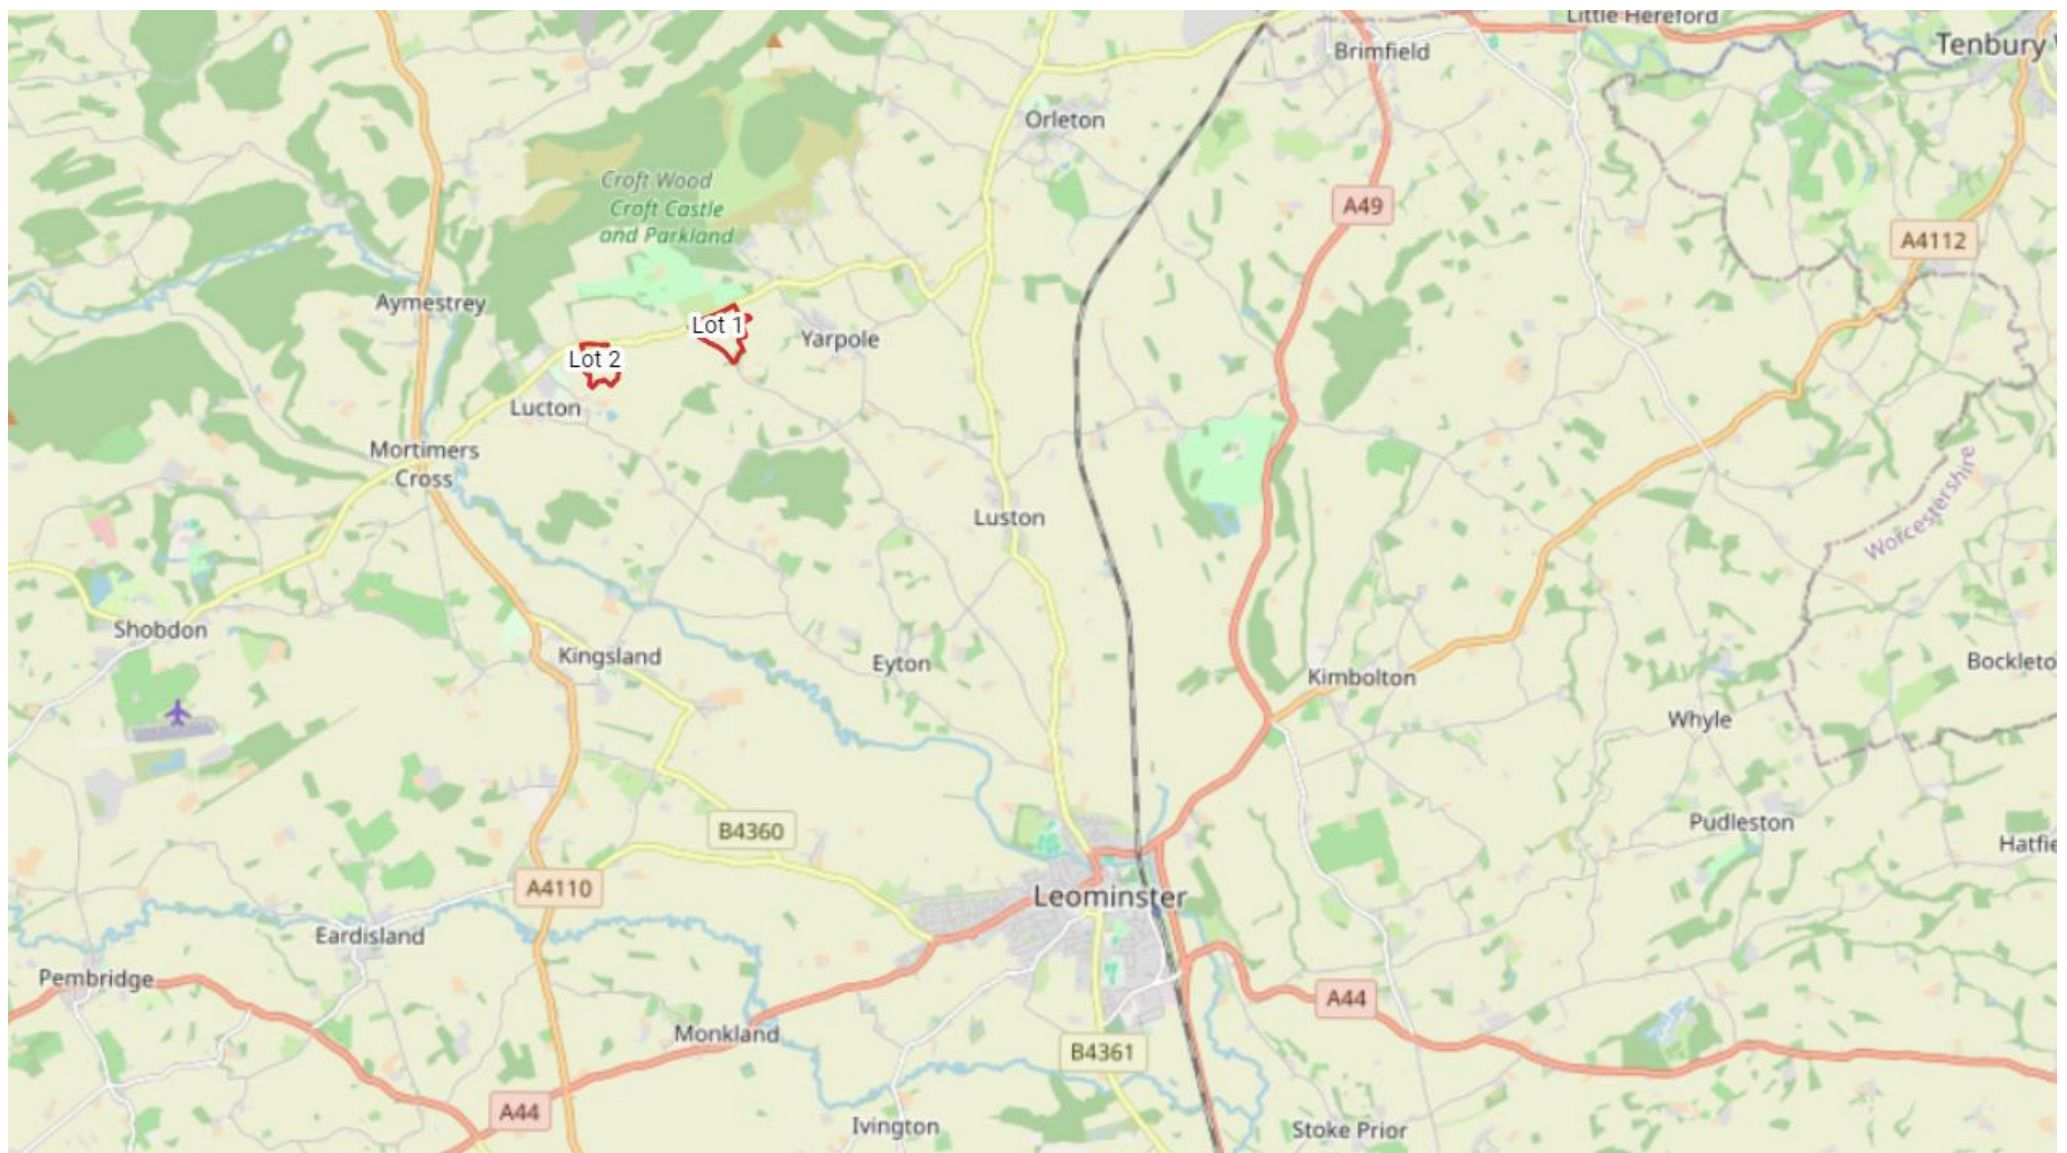 Little Hereford
Brimfield
Tenbury
Orleton
Croft Wood
Croft Castle
and Parkland
A49
A4112
Aymestrey
Lot 1
Yarpole
Lot 2
Lucton
Mortimers
Cross
Luston
Worcestershire
Shobdon
Kingsland
Eyton
Kimbolton
Bockleto
Whyle
B4360
Pudleston
Hatfie
A4110
Leominster
Eardisland
Pembridge
A44
Monkland
B4361
A44
Ivington
Stoke Prior